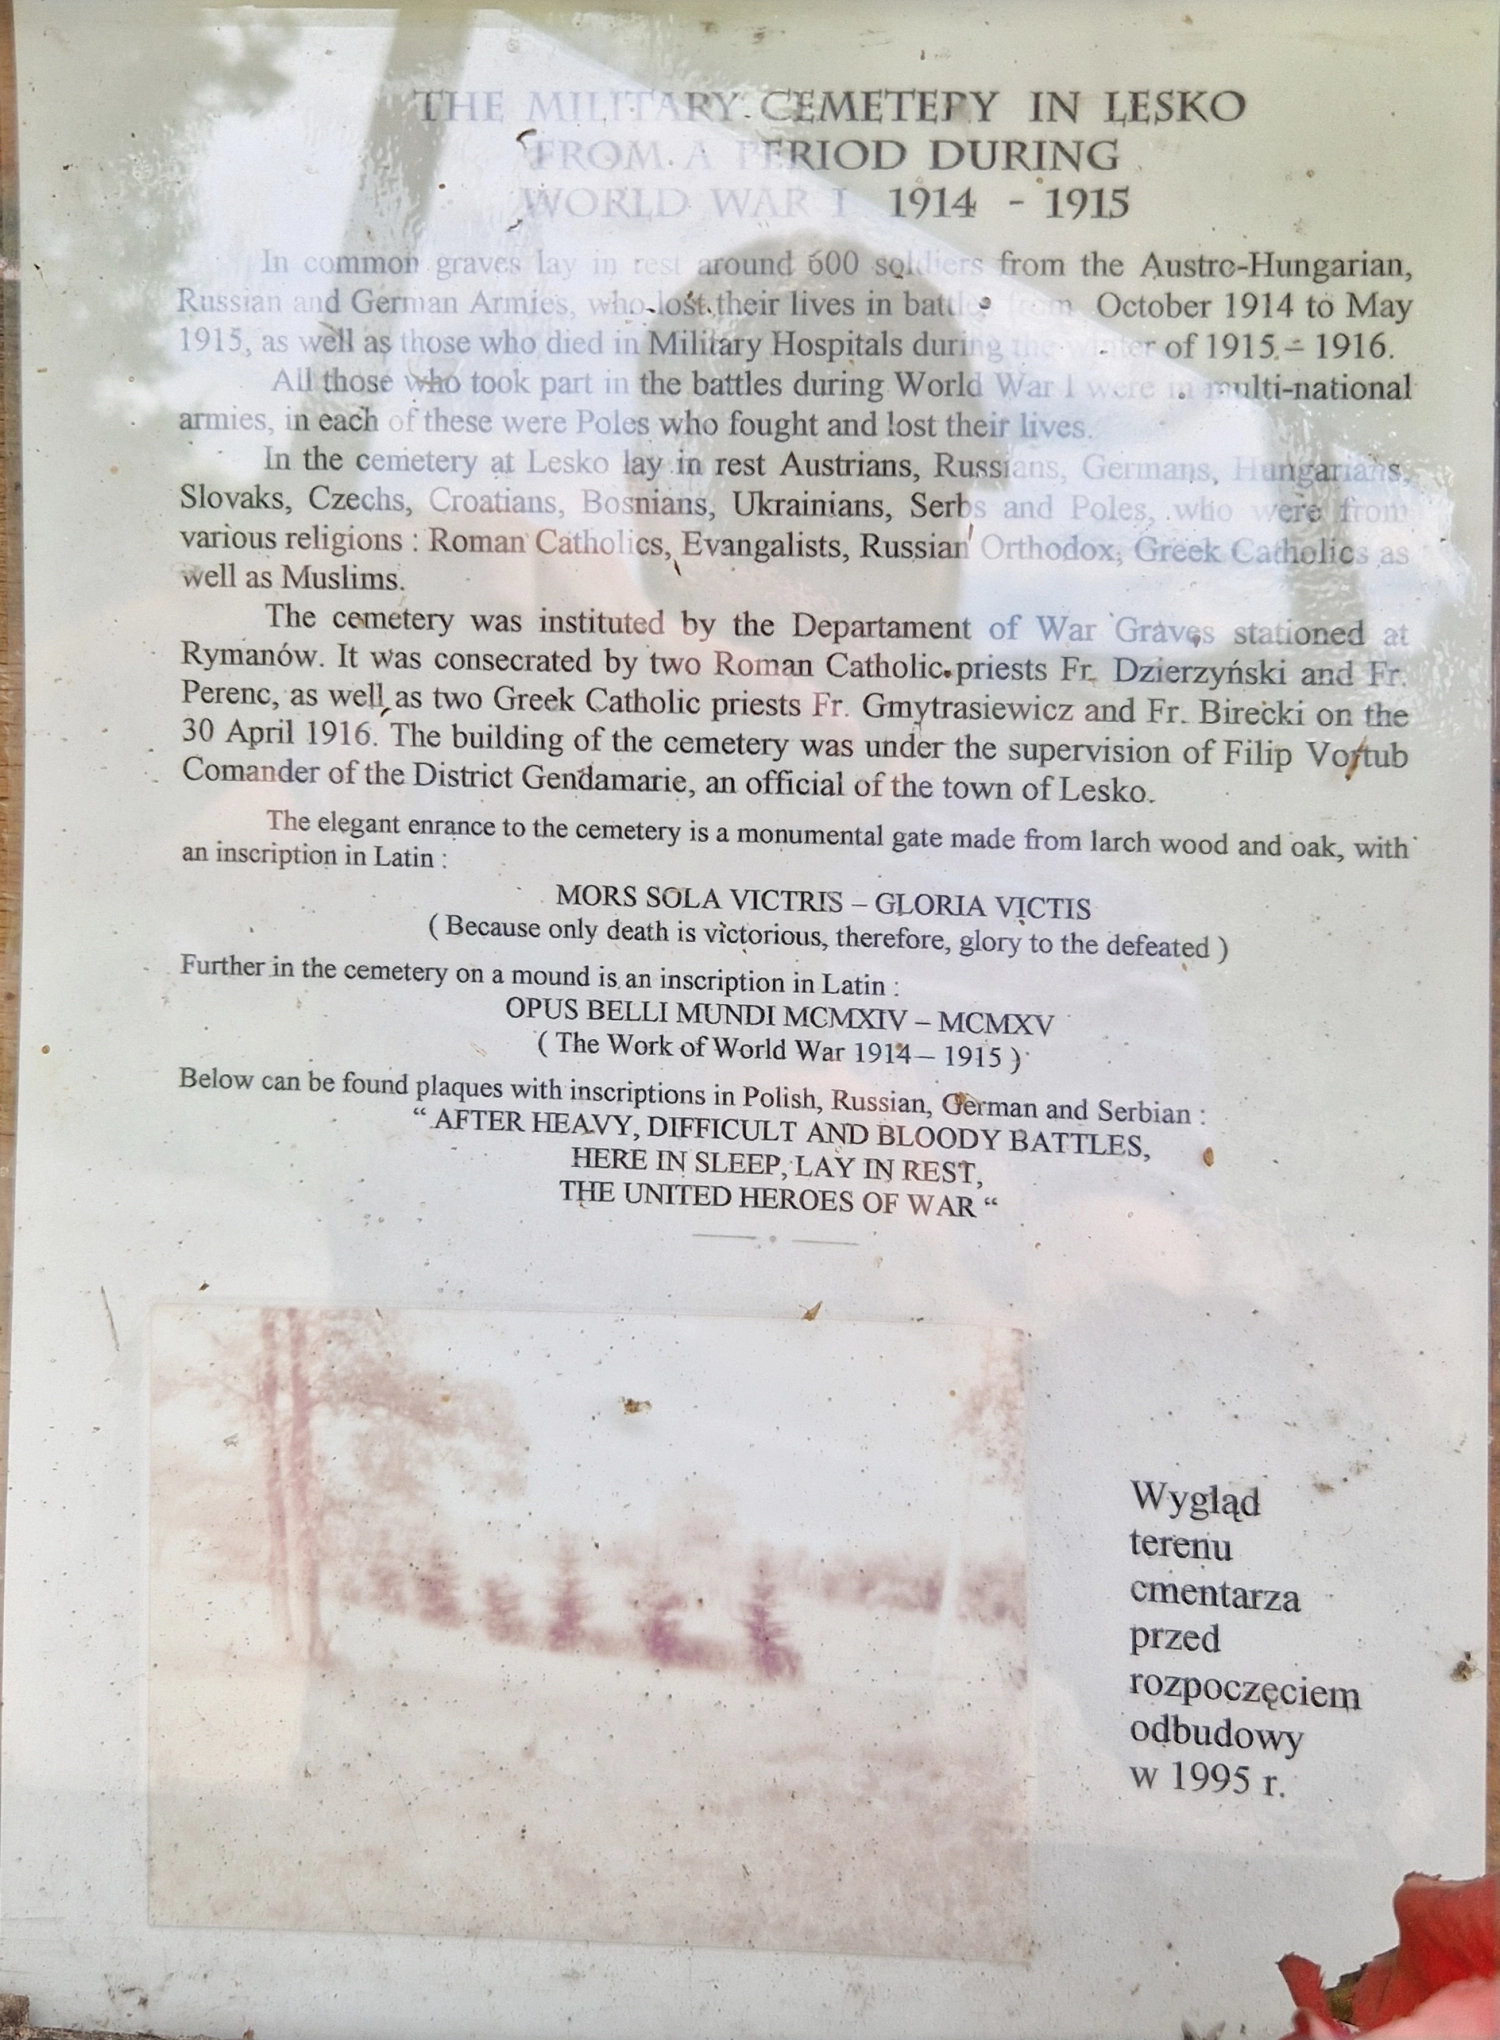 THE MILITARY CEMETERY IN LESKO
FROM A PERIOD DURING
WORLD WAR I 1914 - 1915
In common graves lay in rest around 600 soldiers from the Austro-Hungarian,
Russian and German Armies, who lost their lives in battles from October 1914 to May
1915, as well as those who died in Military Hospitals during the winter of 1915 – 1916.
All those who took part in the battles during World War I were in multi-national
armies, in each of these were Poles who fought and lost their lives.
In the cemetery at Lesko lay in rest Austrians, Russians, Germans, Hungarians,
Slovaks, Czechs, Croatians, Bosnians, Ukrainians, Serbs and Poles, who were from
various religions : Roman Catholics, Evangalists, Russian Orthodox, Greek Catholics as
well as Muslims.
The cemetery was instituted by the Departament of War Graves stationed at
Rymanów. It was consecrated by two Roman Catholic priests Fr. Dzierzyński and Fr.
Perenc, as well as two Greek Catholic priests Fr. Gmytrasiewicz and Fr. Birecki on the
30 April 1916. The building of the cemetery was under the supervision of Filip
Comander of the District Gendamarie, an official of the town of Lesko.
The elegant enrance to the cemetery is a monumental gate made from larch wood and oak, with
an inscription in Latin :
MORS SOLA VICTRIS – GLORIA VICTIS
( Because only death is victorious, therefore, glory to the defeated )
Further in the cemetery on a mound is an inscription in Latin :
OPUS BELLI MUNDI MCMXIV – MCMXV
( The Work of World War 1914 – 1915 )
Below can be found plaques with inscriptions in Polish, Russian, German and Serbian :
“ AFTER HEAVY, DIFFICULT AND BLOODY BATTLES,
HERE IN SLEEP, LAY IN REST,
THE UNITED HEROES OF WAR “
Wygląd
terenu
cmentarza
przed
rozpoczęciem
odbudowy
w 1995 r.